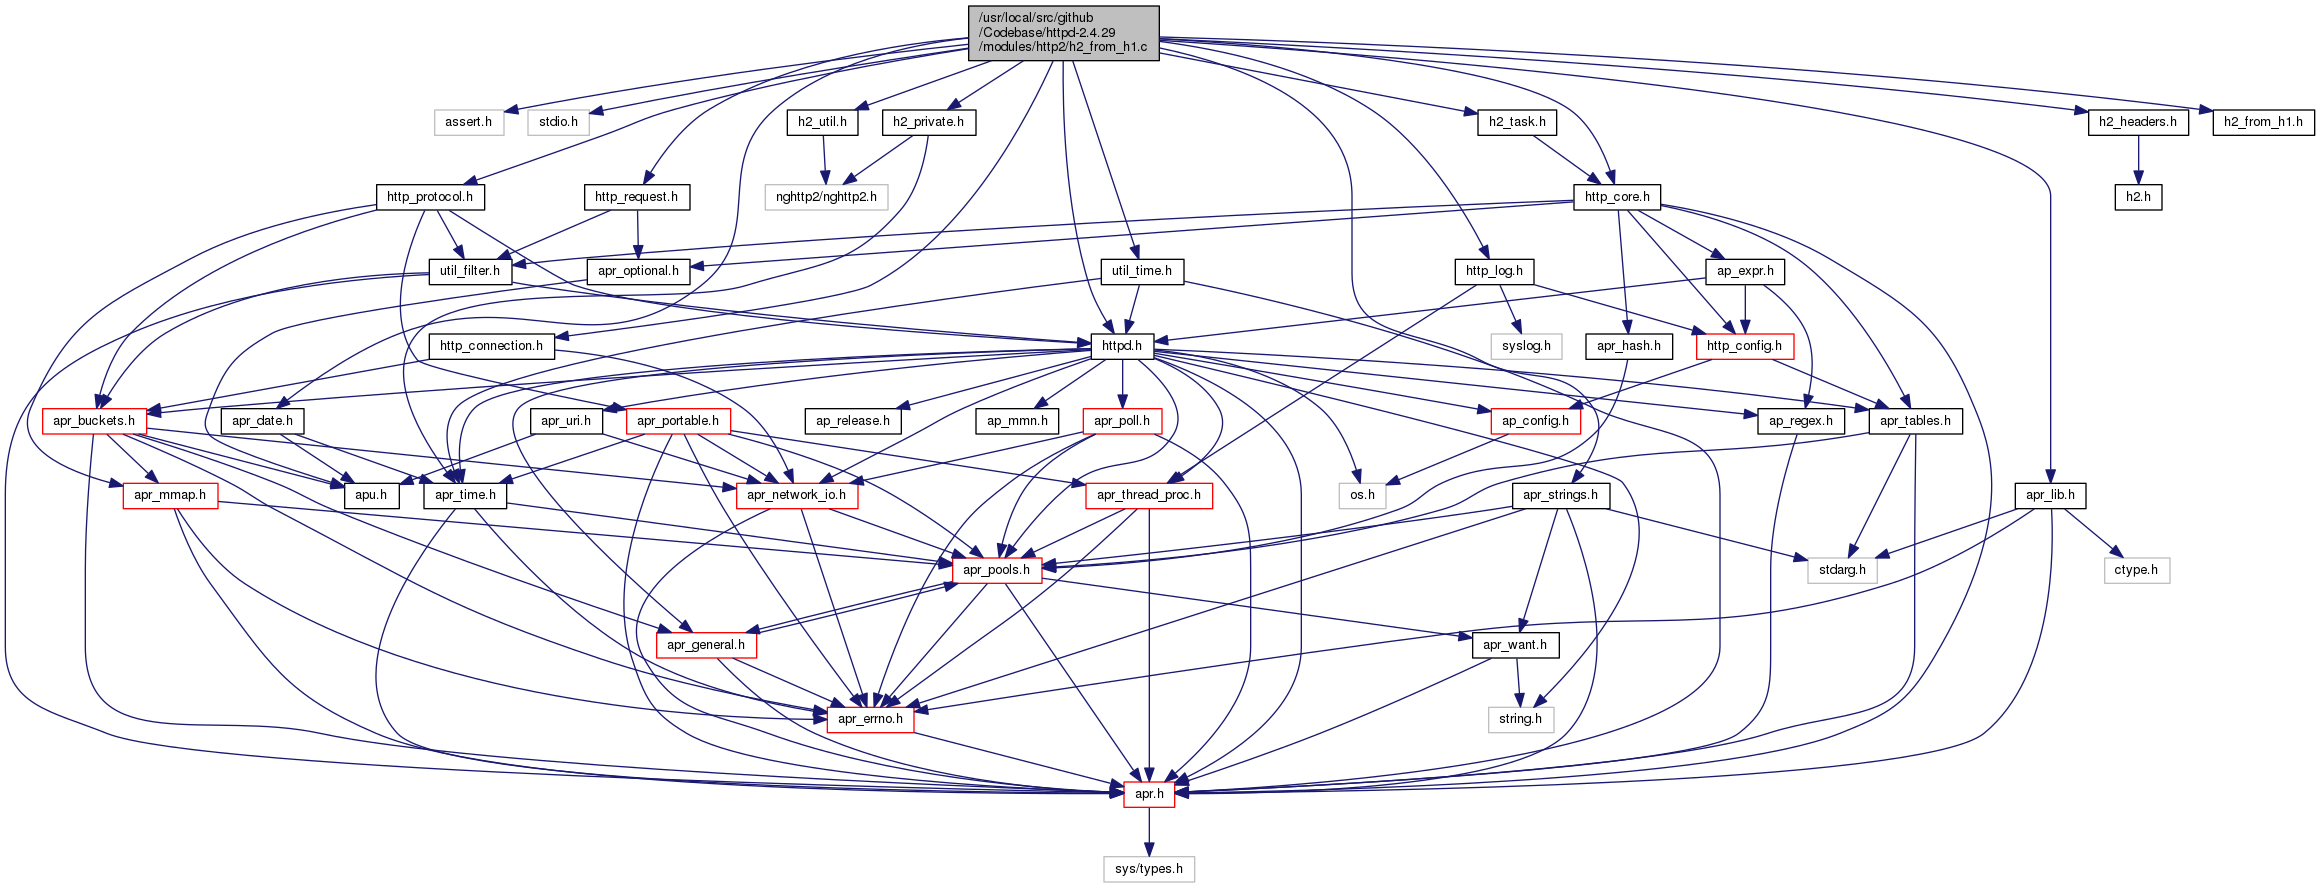 /usr/local/src/github
/Codebase/httpd-2.4.29
/modules/http2/h2_from_h1.c
assert.h
stdio.h
h2_util.h
h2_private.h
h2_task.h
h2_headers.h
h2_from_h1.h
http_protocol.h
http_request.h
nghttp2/nghttp2.h
http_core.h
h2.h
util_filter.h
apr_optional.h
util_time.h
http_log.h
ap_expr.h
http_connection.h
httpd.h
syslog.h
apr_hash.h
http_config.h
apr_buckets.h
apr_date.h
apr_uri.h
apr_portable.h
ap_release.h
ap_mmn.h
apr_poll.h
ap_config.h
ap_regex.h
apr_tables.h
apr_mmap.h
apu.h
apr_time.h
apr_network_io.h
apr_thread_proc.h
os.h
apr_strings.h
apr_lib.h
apr_pools.h
stdarg.h
ctype.h
apr_general.h
apr_want.h
apr_errno.h
string.h
apr.h
sys/types.h